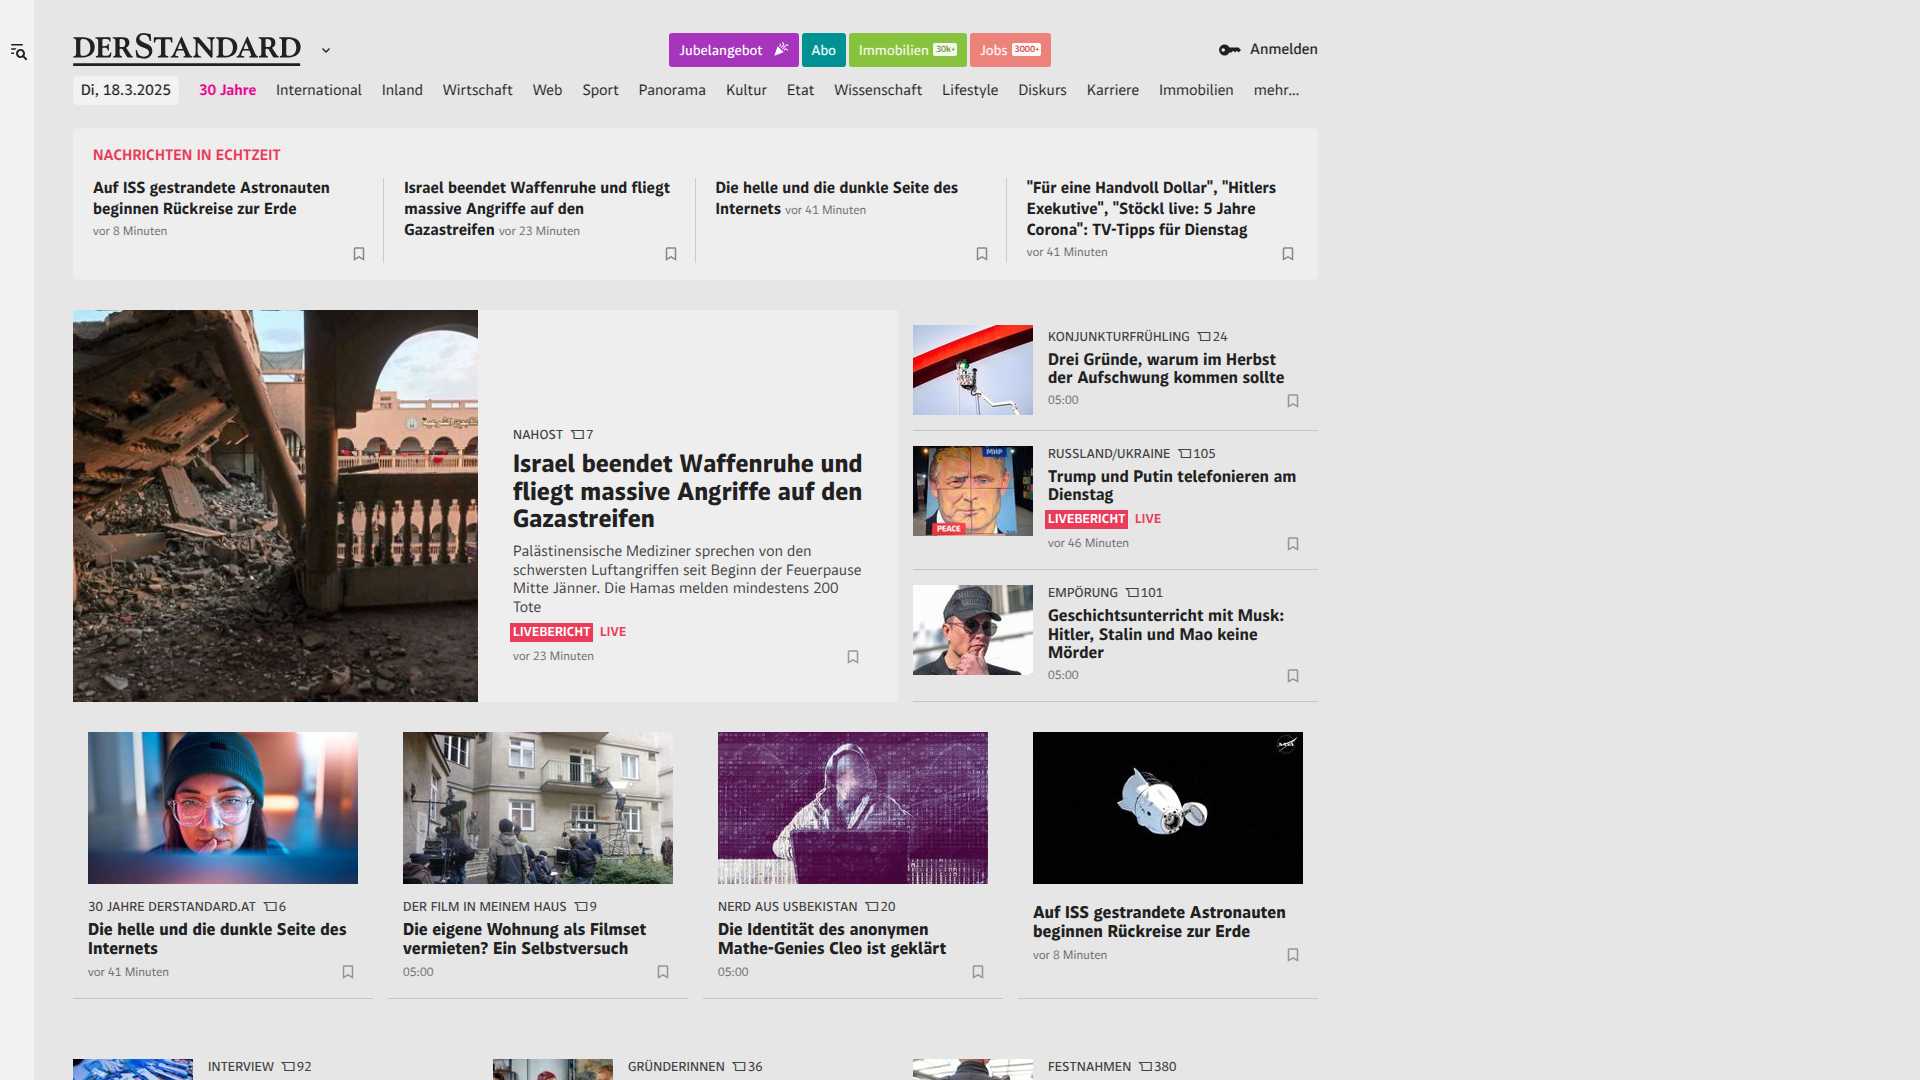 DERSTANDARD
Jubelangebot
Abo
Immobilien 30k+
Jobs 3000+
Anmelden
Di, 18.3.2025
30 Jahre
International
Inland
Wirtschaft
Web
Sport
Panorama
Kultur
Etat
Wissenschaft
Lifestyle
Diskurs
Karriere
Immobilien
mehr...
NACHRICHTEN IN ECHTZEIT
Auf ISS gestrandete Astronauten
beginnen Rückreise zur Erde
vor 8 Minuten
Israel beendet Waffenruhe und fliegt
massive Angriffe auf den
Gazastreifen vor 23 Minuten
Die helle und die dunkle Seite des
Internets vor 41 Minuten
"Für eine Handvoll Dollar", "Hitlers
Exekutive", "Stöckl live: 5 Jahre
Corona": TV-Tipps für Dienstag
vor 41 Minuten
NAHOST 7
Israel beendet Waffenruhe und
fliegt massive Angriffe auf den
Gazastreifen
Palästinensische Mediziner sprechen von den
schwersten Luftangriffen seit Beginn der Feuerpause
Mitte Jänner. Die Hamas melden mindestens 200
Tote
LIVEBERICHT LIVE
vor 23 Minuten
KONJUNKTURFRÜHLING 24
Drei Gründe, warum im Herbst
der Aufschwung kommen sollte
05:00
MHP
PEACE
RUSSLAND/UKRAINE 105
Trump und Putin telefonieren am
Dienstag
LIVEBERICHT LIVE
vor 46 Minuten
EMPÖRUNG 101
Geschichtsunterricht mit Musk:
Hitler, Stalin und Mao keine
Mörder
05:00
30 JAHRE DERSTANDARD.AT 6
Die helle und die dunkle Seite des
Internets
vor 41 Minuten
DER FILM IN MEINEM HAUS 9
Die eigene Wohnung als Filmset
vermieten? Ein Selbstversuch
05:00
NERD AUS USBEKISTAN 20
Die Identität des anonymen
Mathe-Genies Cleo ist geklärt
05:00
NASA
Auf ISS gestrandete Astronauten
beginnen Rückreise zur Erde
vor 8 Minuten
INTERVIEW 92
GRÜNDERINNEN 36
FESTNAHMEN 380